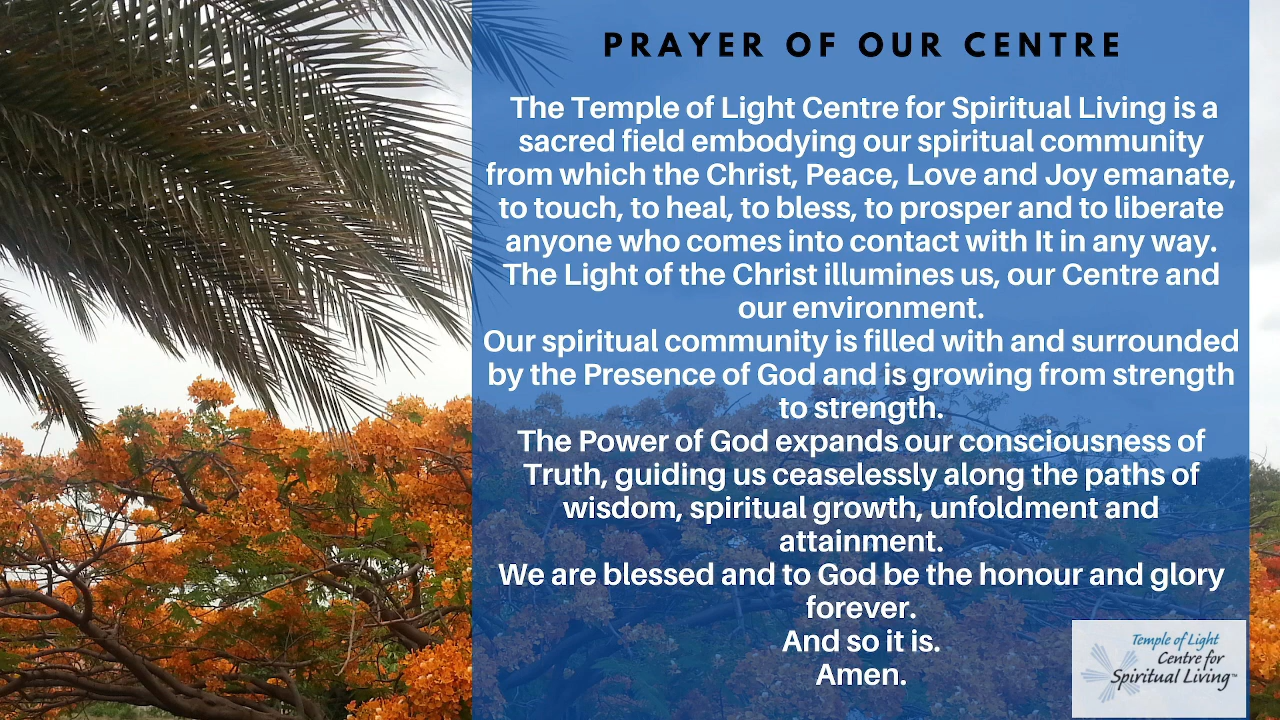 PRAYER OF OUR CENTRE
The Temple of Light Centre for Spiritual Living is a
sacred field embodying our spiritual community
from which the Christ, Peace, Love and Joy emanate,
to touch, to heal, to bless, to prosper and to liberate
anyone who comes into contact with It in any way.
The Light of the Christ illumines us, our Centre and
our environment.
Our spiritual community is filled with and surrounded
by the Presence of God and is growing from strength
to strength.
The Power of God expands our consciousness of
Truth, guiding us ceaselessly along the paths of
wisdom, spiritual growth, unfoldment and
attainment.
We are blessed and to God be the honour and glory
forever.
And so it is.
Amen.
Temple of Light
Centre for
Spiritual Living™